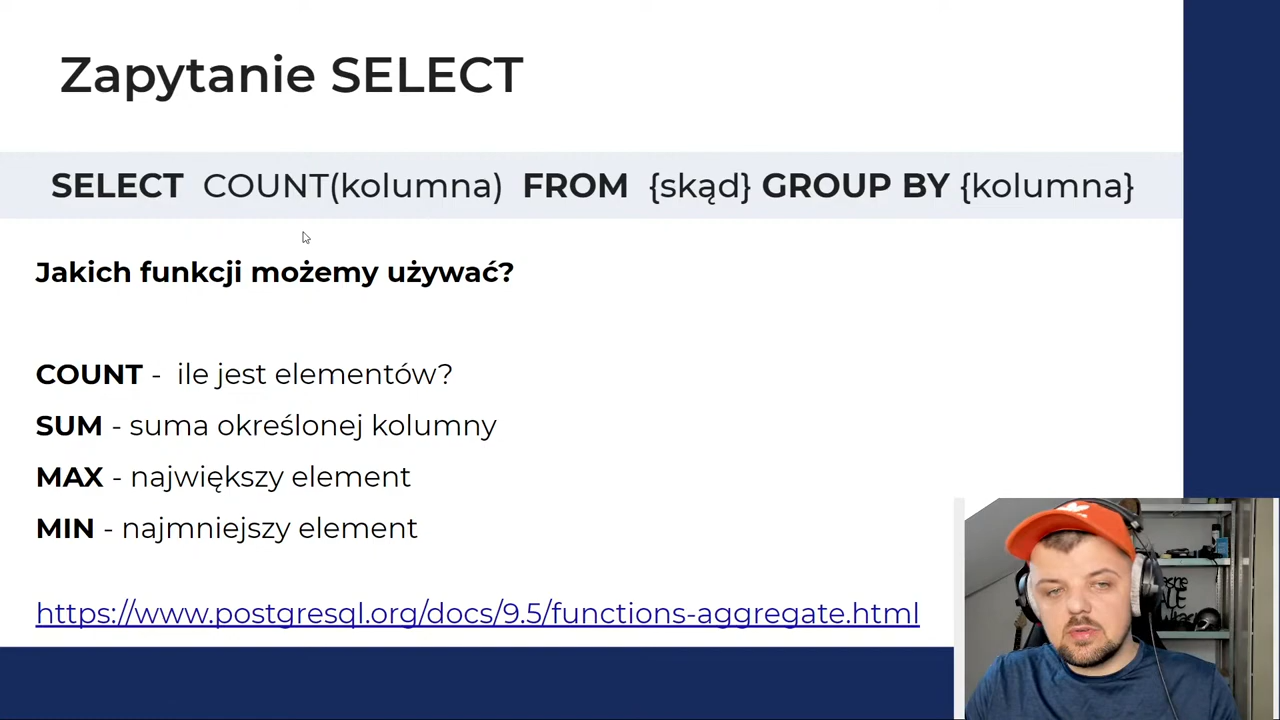 Zapytanie SELECT
SELECT COUNT(kolumna) FROM {skąd} GROUP BY {kolumna}
Jakich funkcji możemy używać?
COUNT - ile jest elementów?
SUM - suma określonej kolumny
MAX - największy element
MIN - najmniejszy element
https://www.postgresql.org/docs/9.5/functions-aggregate.html